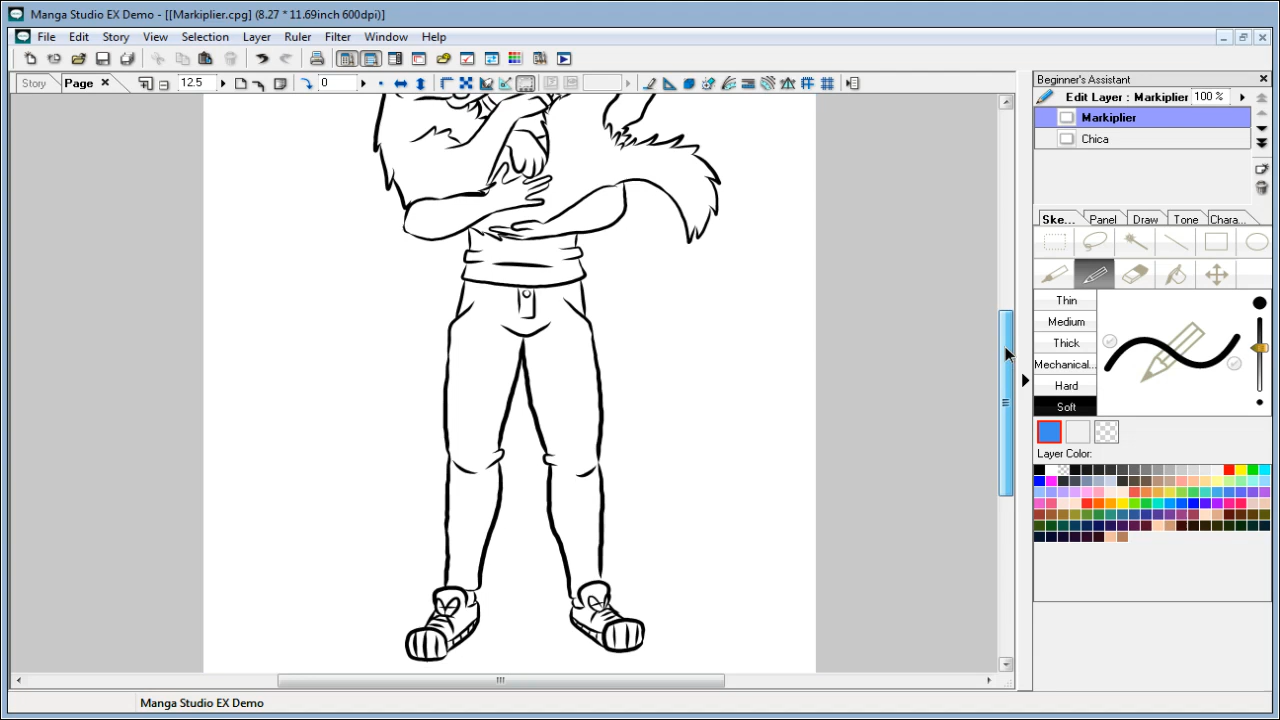 Manga Studio EX Demo - [[Markiplier.cpg] (8.27 * 11.69inch 600dpi)]
File Edit Story View Selection Layer Ruler Filter Window Help
Story Page 12.5 0
Beginner's Assistant
Edit Layer : Markiplier 100 %
Markiplier
Chica
Ske... Panel Draw Tone Chara...
Thin
Medium
Thick
Mechanical...
Hard
Soft
Layer Color:
Manga Studio EX Demo